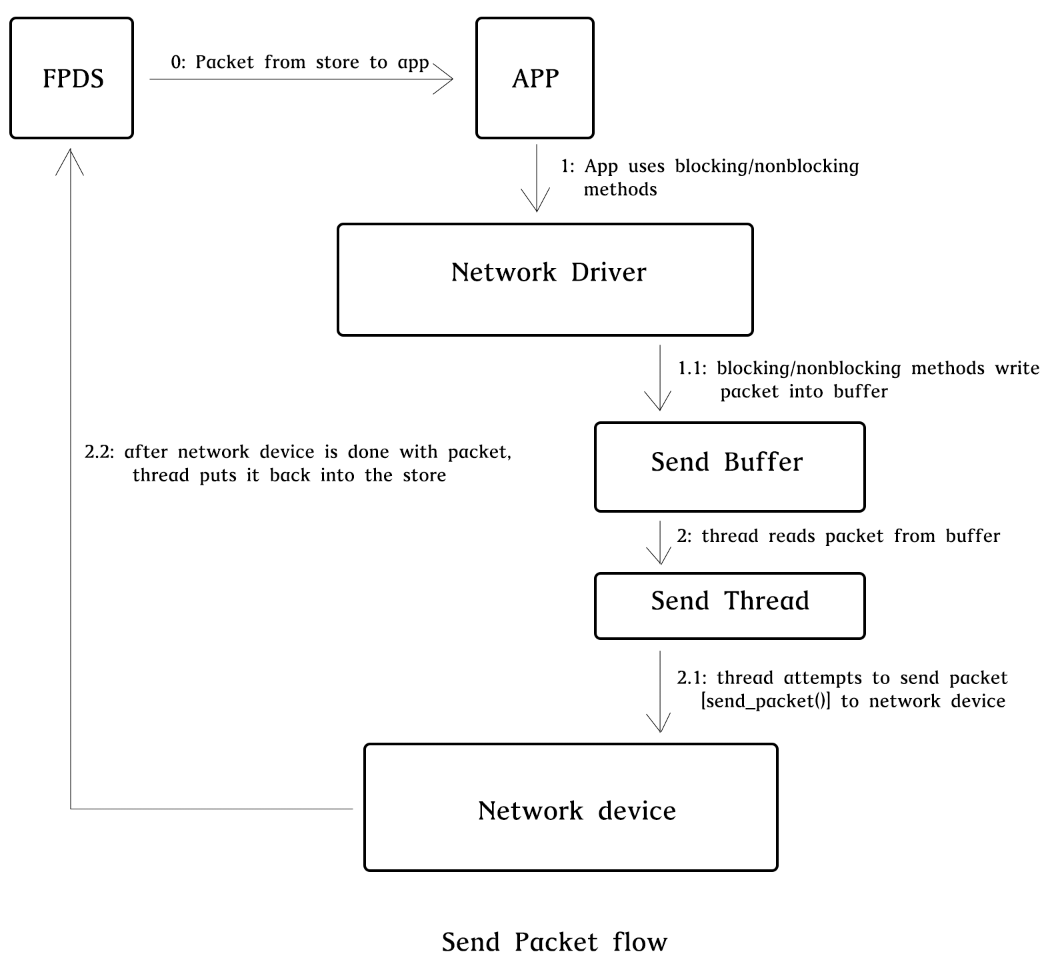 0: Packet from store to app
FPDS
APP
1: App uses blocking/nonblocking
methods
Network Driver
1.1: blocking/nonblocking methods write
packet into buffer
2.2: after network device is done with packet,
thread puts it back into the store
Send Buffer
2: thread reads packet from buffer
Send Thread
2.1: thread attempts to send packet
[send_packet()] to network device
Network device
Send Packet flow